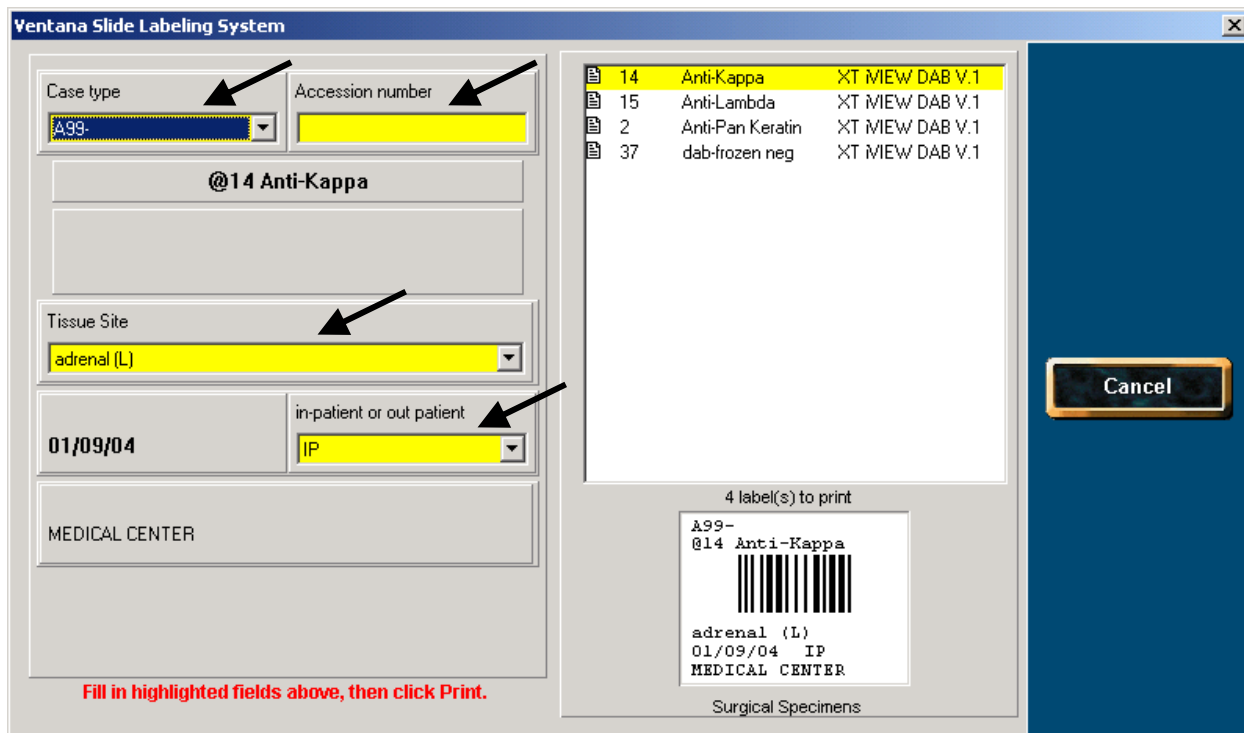 Ventana Slide Labeling System
Case type
Accession number
A99-
@14 Anti-Kappa
Tissue Site
adrenal (L)
in-patient or out patient
01/09/04
IP
MEDICAL CENTER
Fill in highlighted fields above, then click Print.
14 Anti-Kappa XT iVIEW DAB V.1
15 Anti-Lambda XT iVIEW DAB V.1
2 Anti-Pan Keratin XT iVIEW DAB V.1
37 dab-frozen neg XT iVIEW DAB V.1
4 label(s) to print
A99-
@14 Anti-Kappa
adrenal (L)
01/09/04 IP
MEDICAL CENTER
Surgical Specimens
Cancel